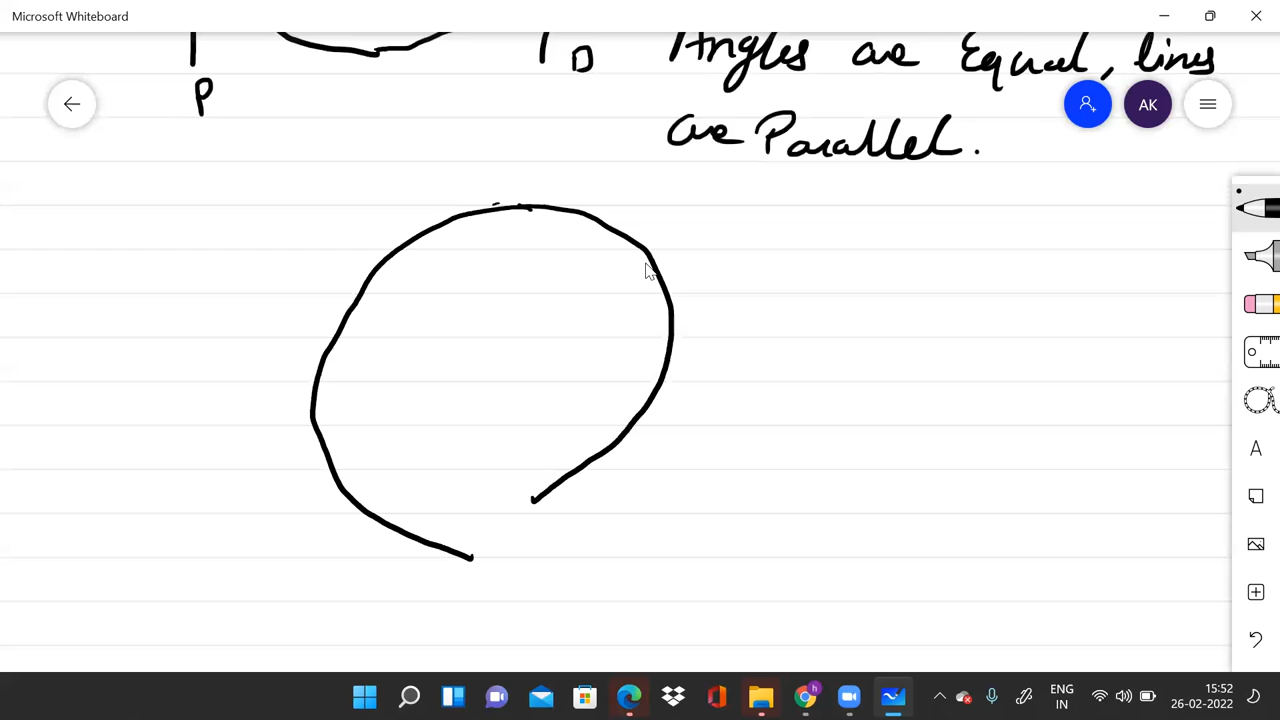 Microsoft Whiteboard
Angles are Equal, lines
D
P
AK
are Parallel.
A
h
ENG
IN
15:52
26-02-2022